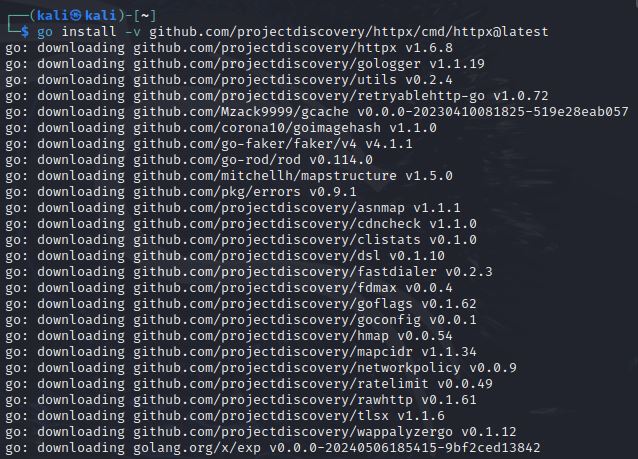 ┌──(kali㉿kali)-[~]
└─$ go install -v github.com/projectdiscovery/httpx/cmd/httpx@latest
go: downloading github.com/projectdiscovery/httpx v1.6.8
go: downloading github.com/projectdiscovery/gologger v1.1.19
go: downloading github.com/projectdiscovery/utils v0.2.4
go: downloading github.com/projectdiscovery/retryablehttp-go v1.0.72
go: downloading github.com/Mzack9999/gcache v0.0.0-20230410081825-519e28eab057
go: downloading github.com/corona10/goimagehash v1.1.0
go: downloading github.com/go-faker/faker/v4 v4.1.1
go: downloading github.com/go-rod/rod v0.114.0
go: downloading github.com/mitchellh/mapstructure v1.5.0
go: downloading github.com/pkg/errors v0.9.1
go: downloading github.com/projectdiscovery/asnmap v1.1.1
go: downloading github.com/projectdiscovery/cdncheck v1.1.0
go: downloading github.com/projectdiscovery/clistats v0.1.0
go: downloading github.com/projectdiscovery/dsl v0.1.10
go: downloading github.com/projectdiscovery/fastdialer v0.2.3
go: downloading github.com/projectdiscovery/fdmax v0.0.4
go: downloading github.com/projectdiscovery/goflags v0.1.62
go: downloading github.com/projectdiscovery/goconfig v0.0.1
go: downloading github.com/projectdiscovery/hmap v0.0.54
go: downloading github.com/projectdiscovery/mapcidr v1.1.34
go: downloading github.com/projectdiscovery/networkpolicy v0.0.9
go: downloading github.com/projectdiscovery/ratelimit v0.0.49
go: downloading github.com/projectdiscovery/rawhttp v0.1.61
go: downloading github.com/projectdiscovery/tlsx v1.1.6
go: downloading github.com/projectdiscovery/wappalyzergo v0.1.12
go: downloading golang.org/x/exp v0.0.0-20240506185415-9bf2ced13842